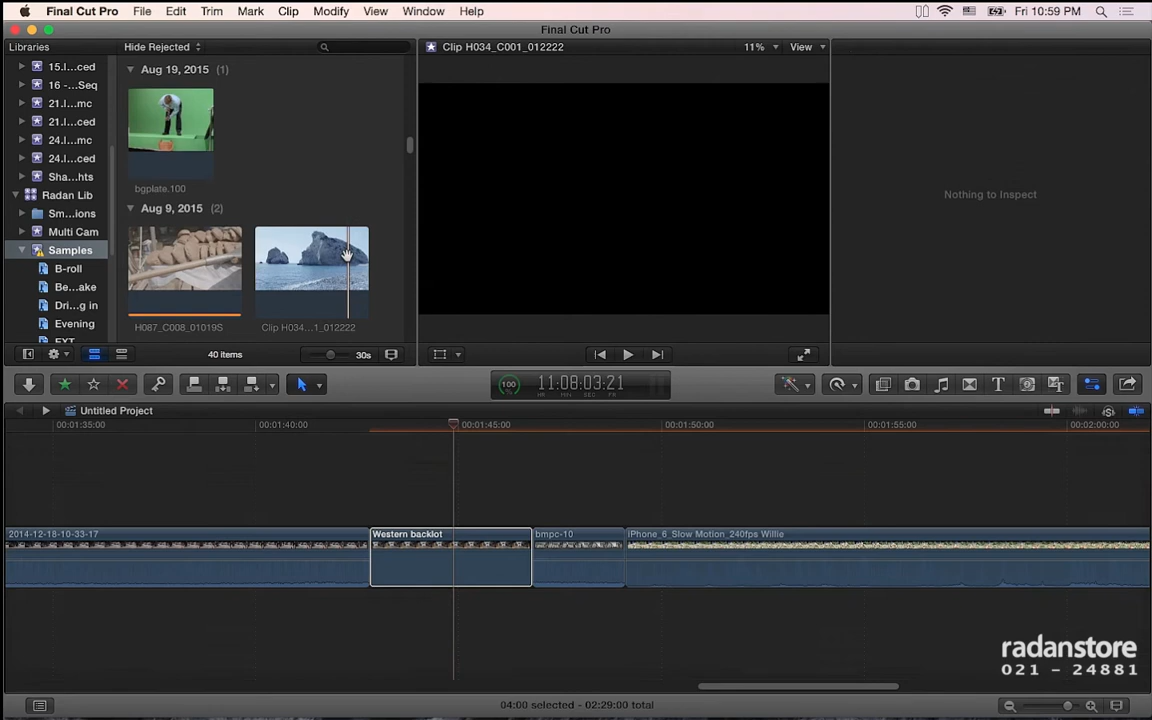 Final Cut Pro File Edit Trim Mark Clip Modify View Window Help Fri 10:59 PM
Final Cut Pro
Libraries Hide Rejected Clip H034_C001_012222 11% View
15.I...ced
16 -...Seq
21.I...mc
21.I...ced
24.I...mc
24.I...ced
Sha...hts
Radan Lib
Sm...ions
Multi Cam
Samples
B-roll
Be...ake
Dri...g in
Evening
EXT
Aug 19, 2015 (1)
bgplate.100
Aug 9, 2015 (2)
H087_C008_01019S Clip H034...1_012222
Nothing to Inspect
40 items 30s
100 11:08:03:21
HR MIN SEC FR
Untitled Project
00:01:35:00 00:01:40:00 00:01:45:00 00:01:50:00 00:01:55:00 00:02:00:00
2014-12-18-10-33-17 Western backlot bmpc-10 iPhone_6_Slow Motion_240fps Willie
radanstore
021 - 24881
04:00 selected - 02:29:00 total